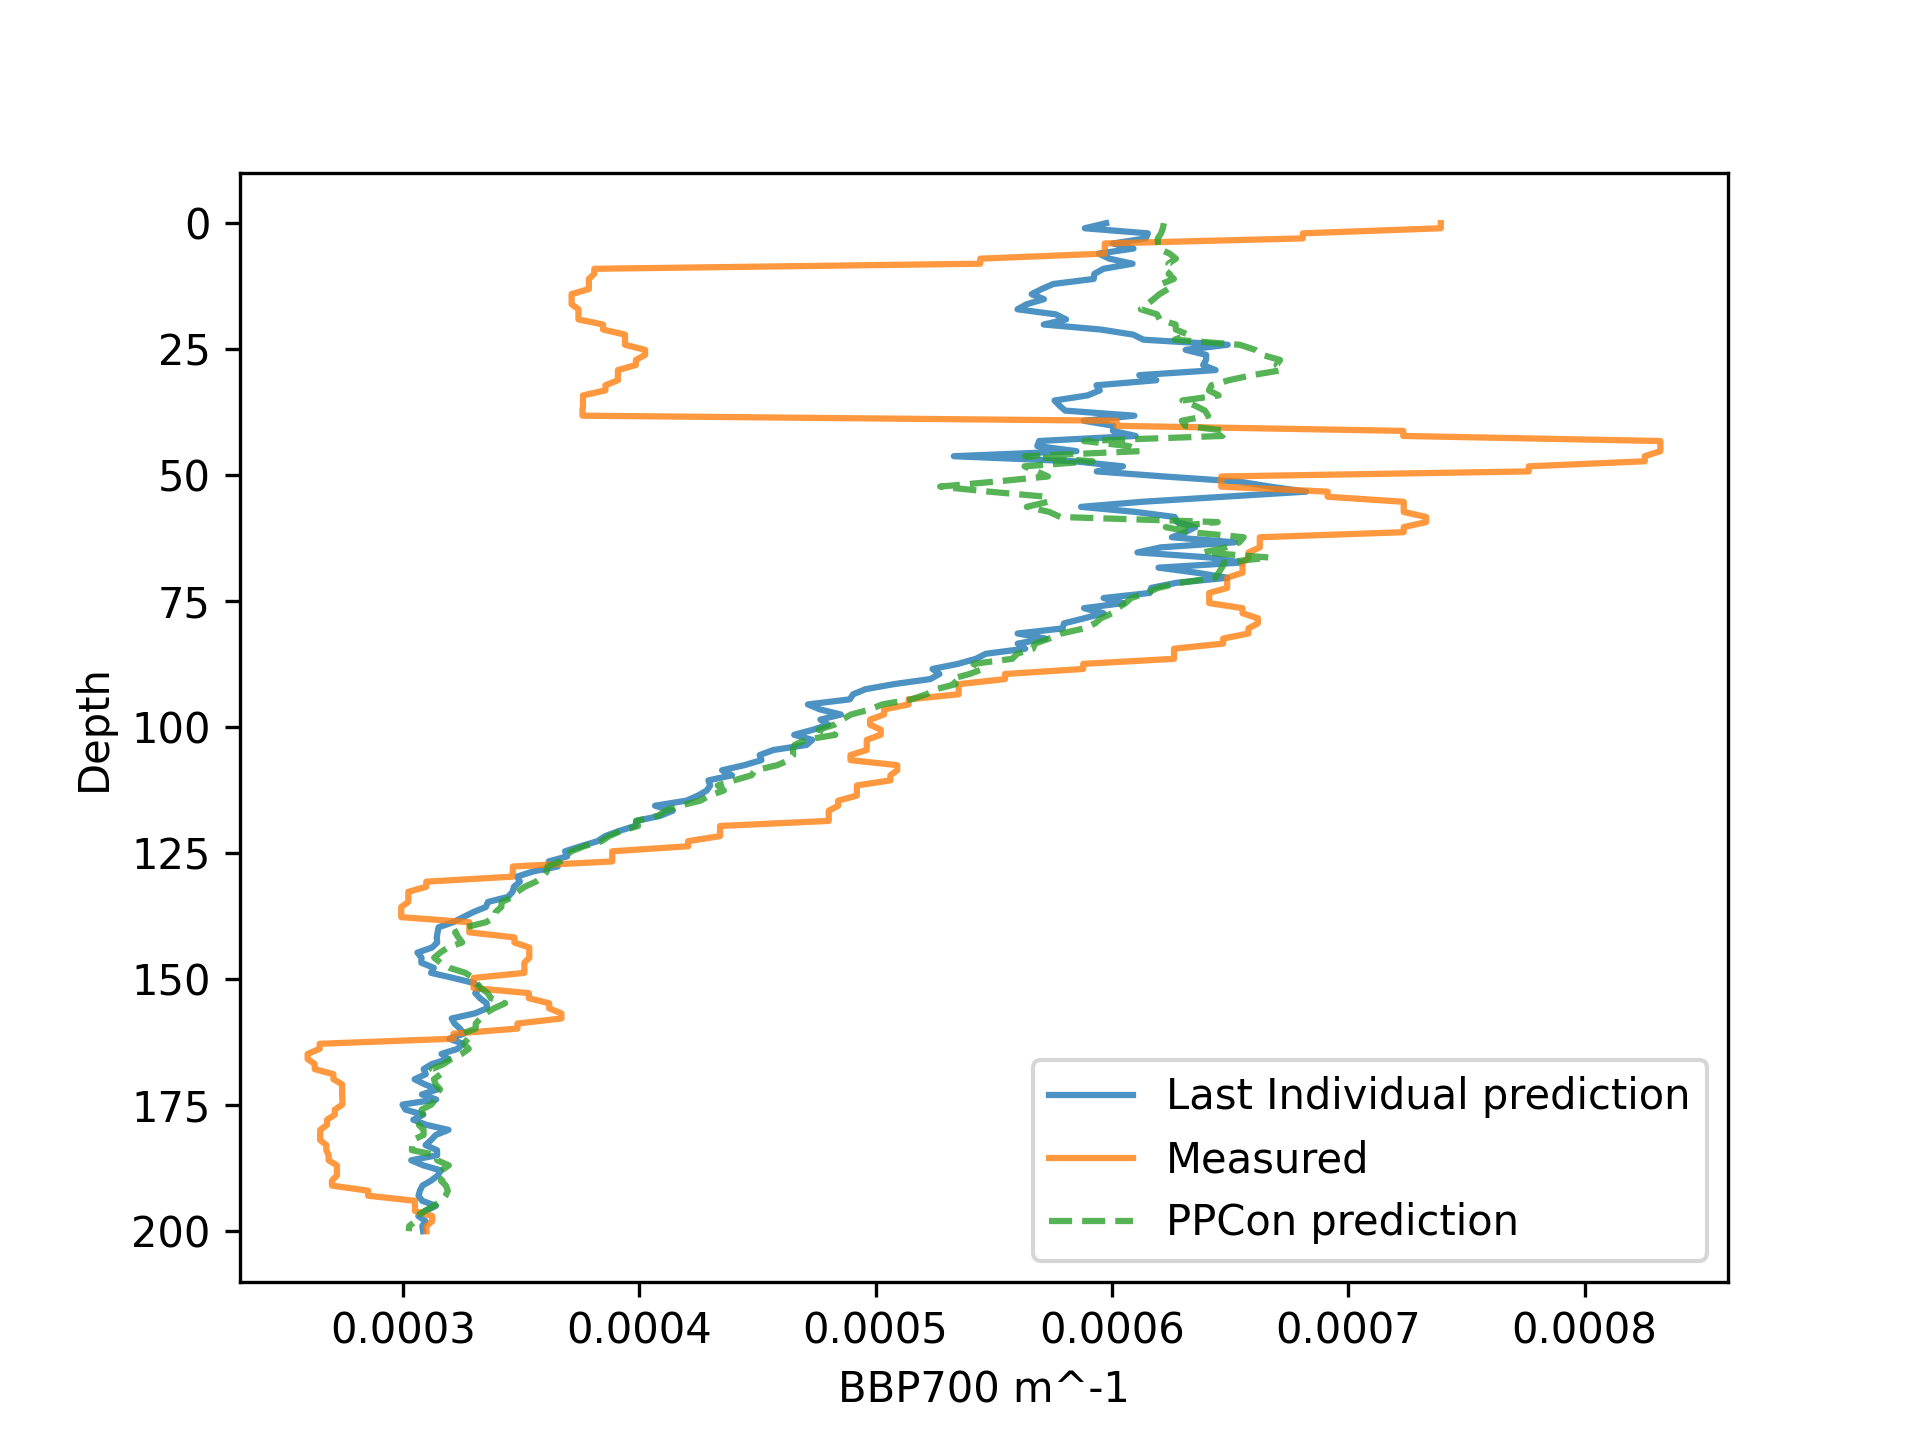 0
25
50
75
100
125
150
175
200
Depth
0.0003 0.0004 0.0005 0.0006 0.0007 0.0008
BBP700 m^-1
Last Individual prediction
Measured
PPCon prediction